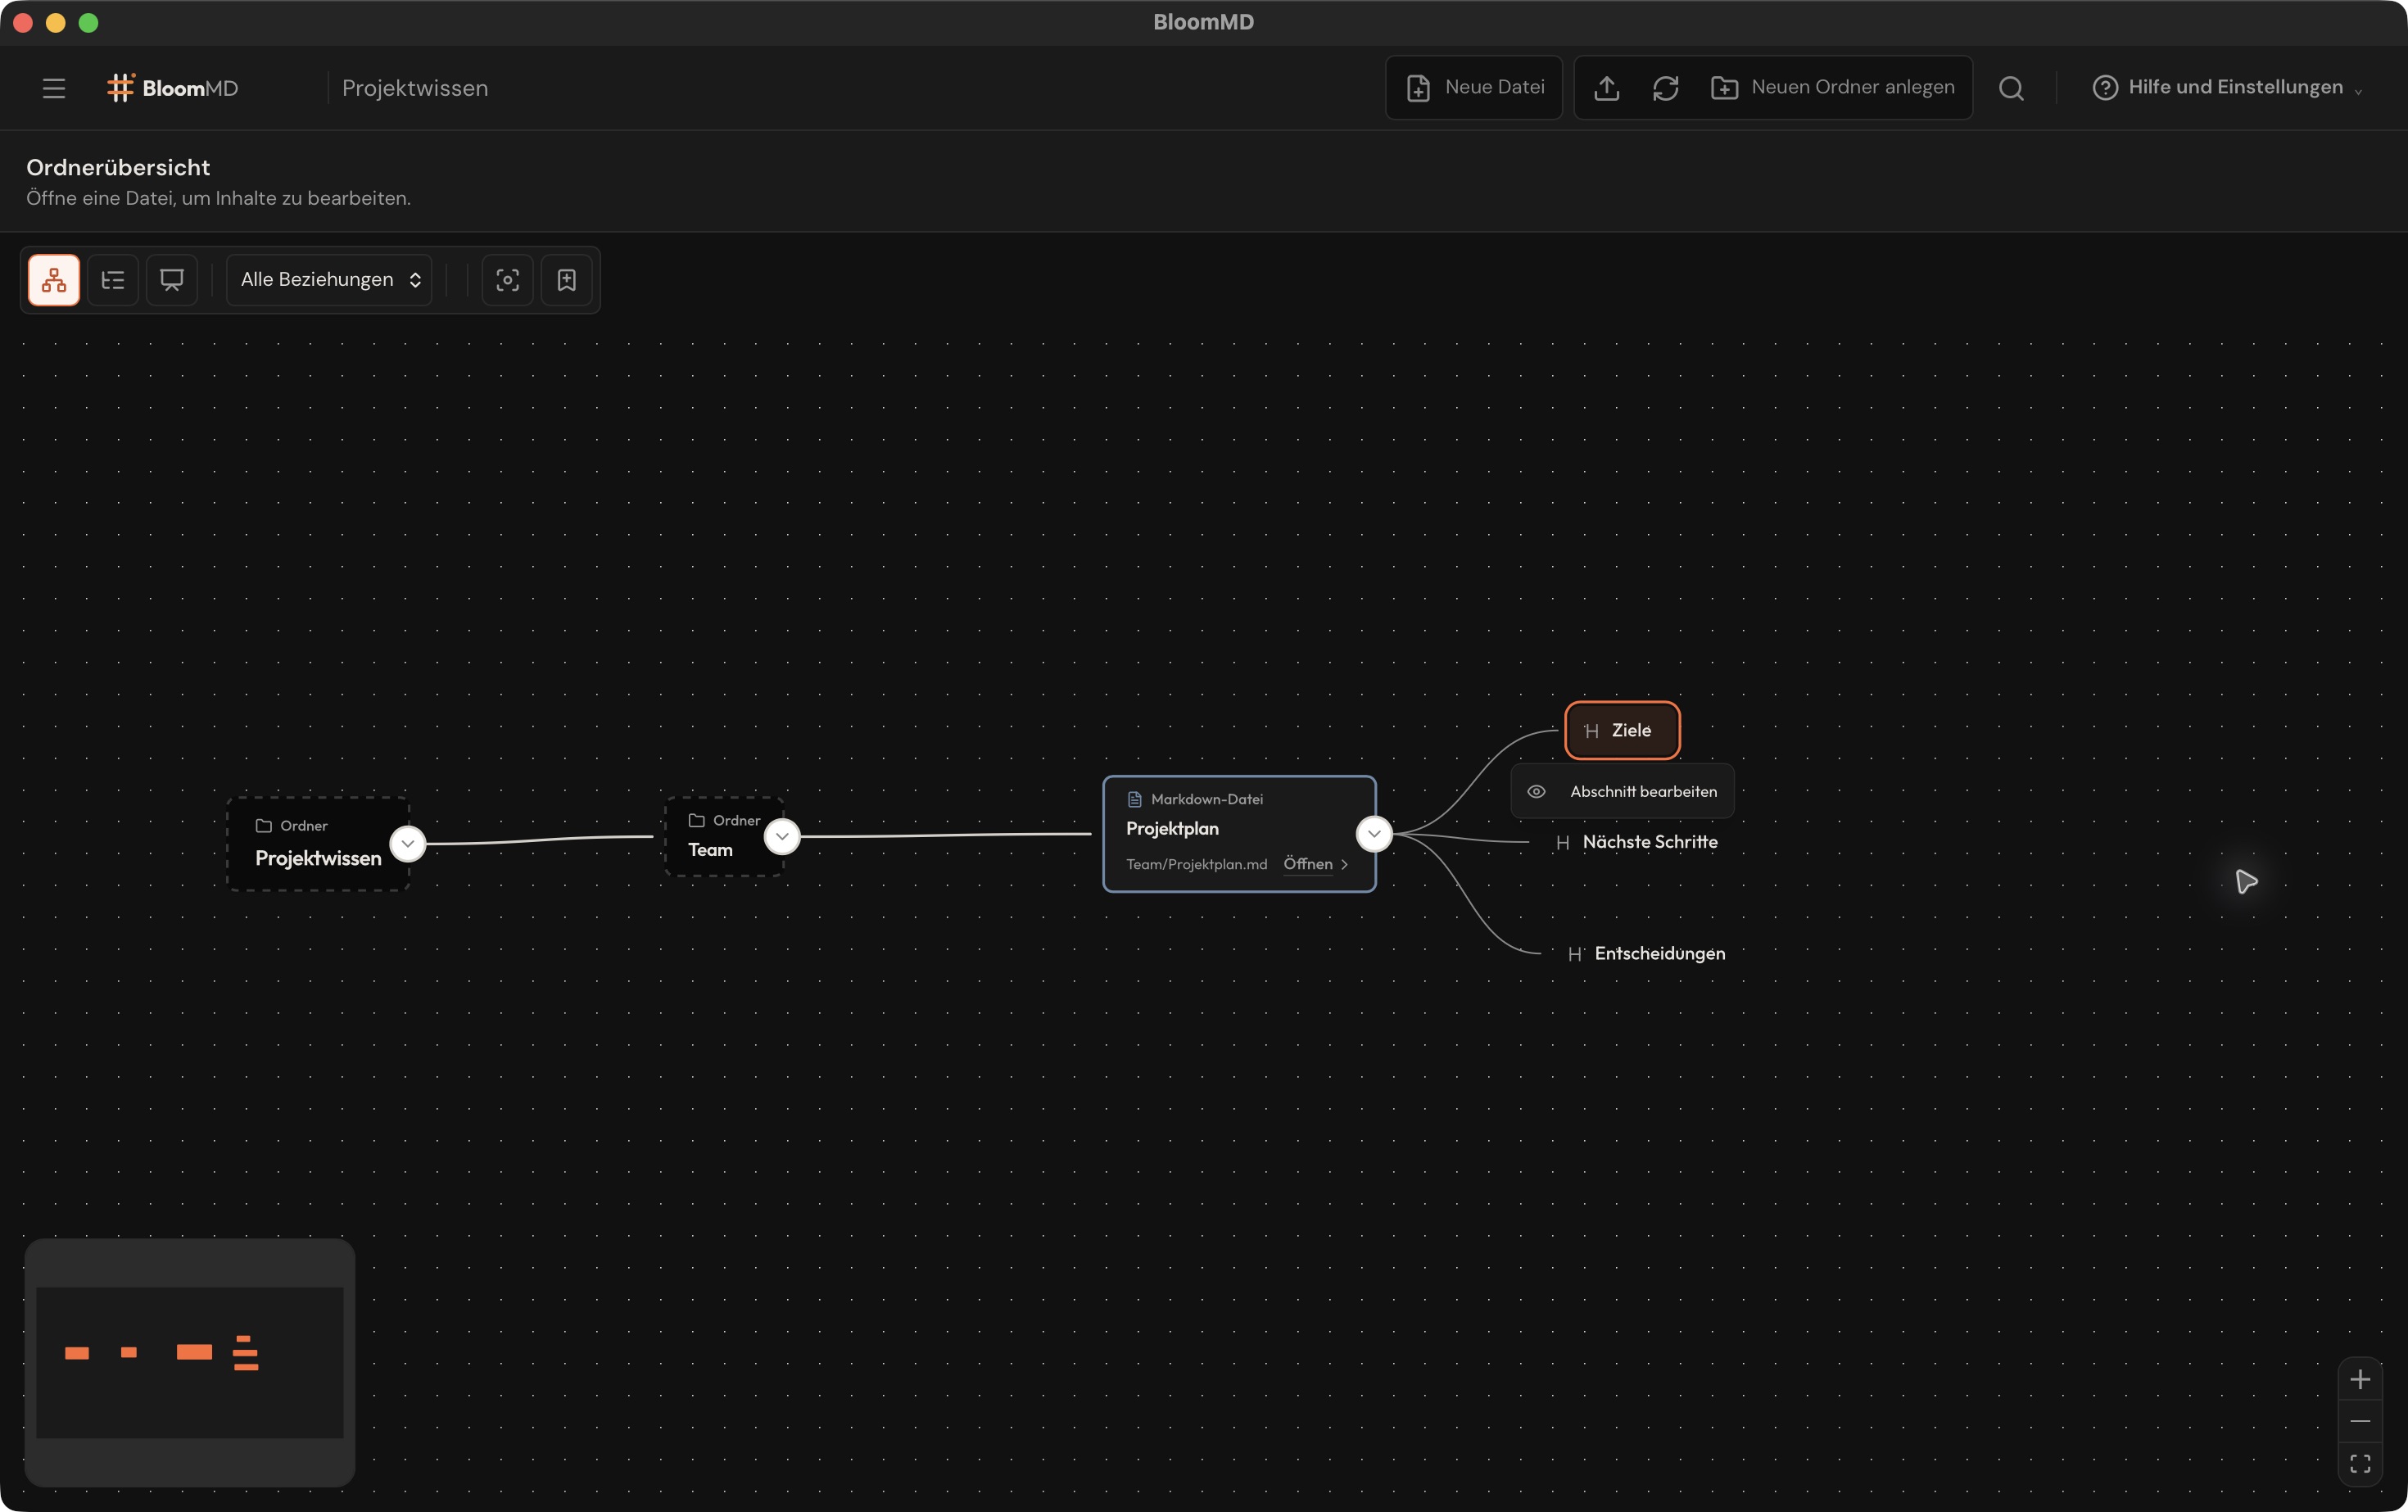 BloomMD
BloomMD
Projektwissen
Neue Datei
Neuen Ordner anlegen
Hilfe und Einstellungen
Ordnerübersicht
Öffne eine Datei, um Inhalte zu bearbeiten.
Alle Beziehungen
Ordner
Projektwissen
Ordner
Team
Markdown-Datei
Projektplan
Team/Projektplan.md Öffnen
H Ziele
Abschnitt bearbeiten
H Nächste Schritte
H Entscheidungen